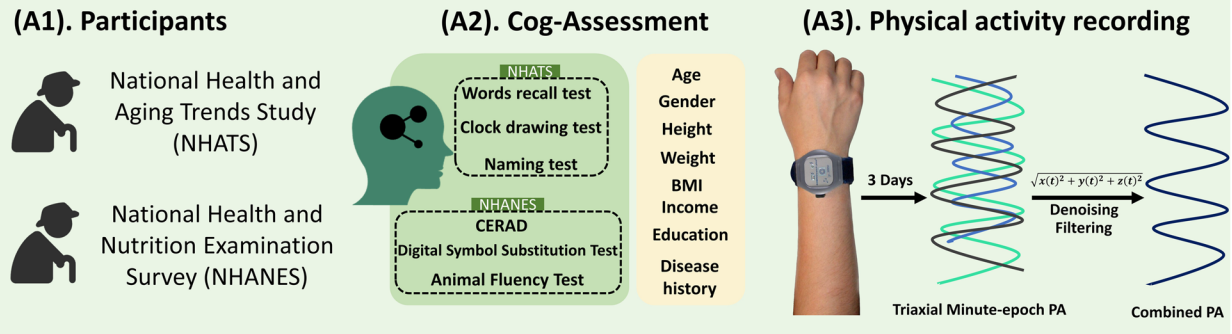 (A1). Participants
National Health and
Aging Trends Study
(NHATS)
National Health and
Nutrition Examination
Survey (NHANES)
(A2). Cog-Assessment
NHATS
Words recall test
Clock drawing test
Naming test
NHANES
CERAD
Digital Symbol Substitution Test
Animal Fluency Test
Age
Gender
Height
Weight
BMI
Income
Education
Disease
history
(A3). Physical activity recording
3 Days
√x(t)² + y(t)² + z(t)²
Denoising
Filtering
Triaxial Minute-epoch PA
Combined PA